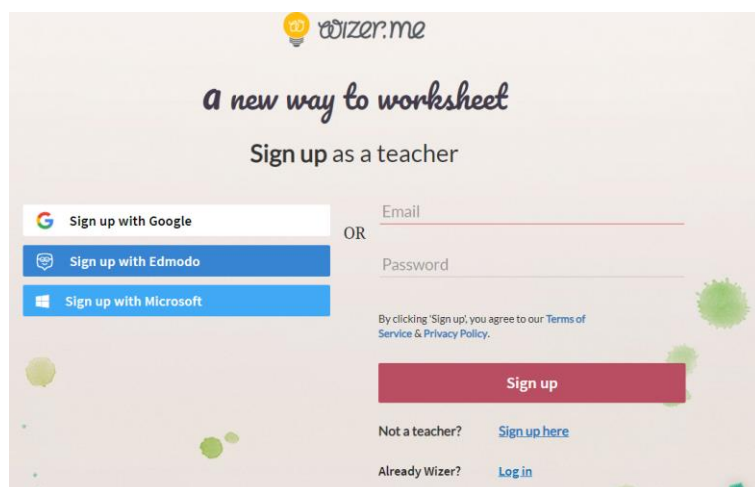 wizer.me
a new way to worksheet
Sign up as a teacher
Sign up with Google
Sign up with Edmodo
Sign up with Microsoft
OR
Email
Password
By clicking 'Sign up', you agree to our Terms of
Service & Privacy Policy.
Sign up
Not a teacher? Sign up here
Already Wizer? Log in